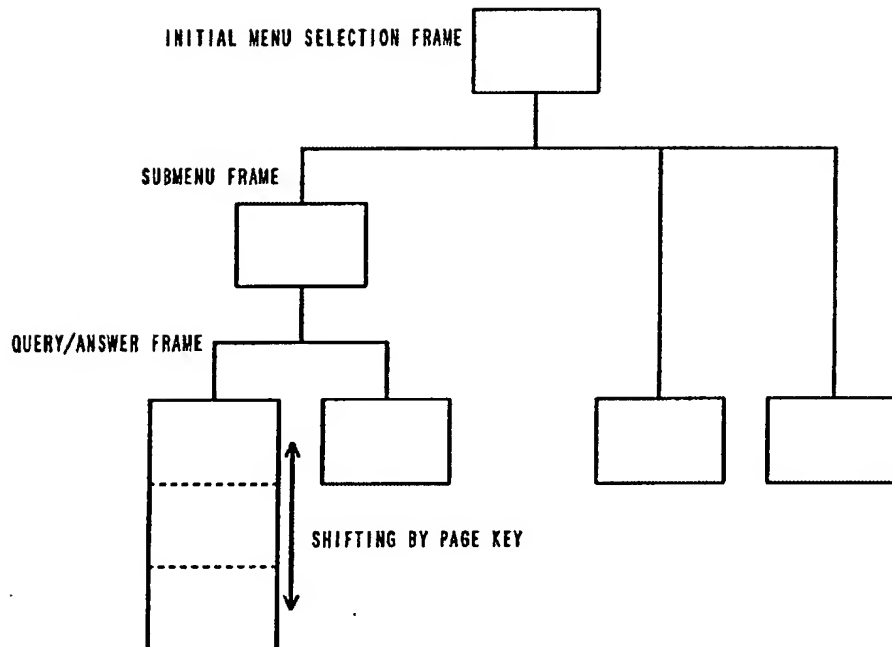 INITIAL MENU SELECTION FRAME
SUBMENU FRAME
QUERY/ANSWER FRAME
SHIFTING BY PAGE KEY